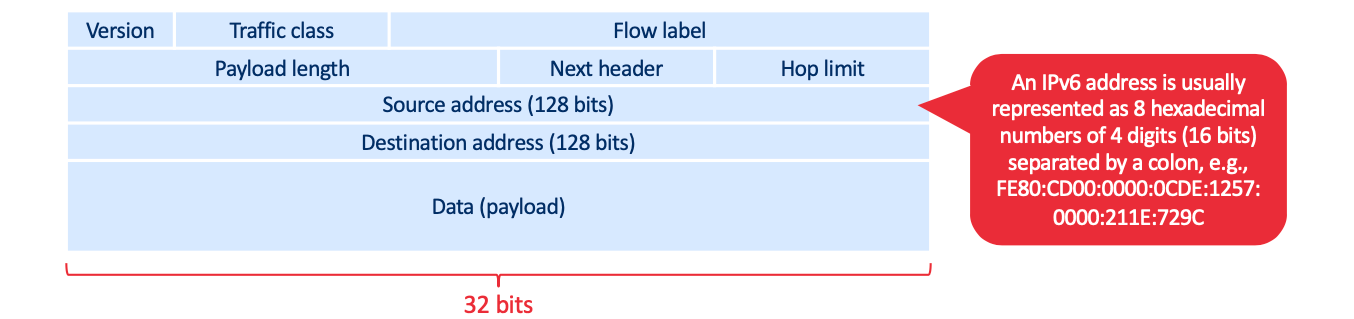 Version Traffic class Flow label
Payload length Next header Hop limit
Source address (128 bits)
Destination address (128 bits)
Data (payload)
32 bits
An IPv6 address is usually
represented as 8 hexadecimal
numbers of 4 digits (16 bits)
separated by a colon, e.g.,
FE80:CD00:0000:0CDE:1257:
0000:211E:729C